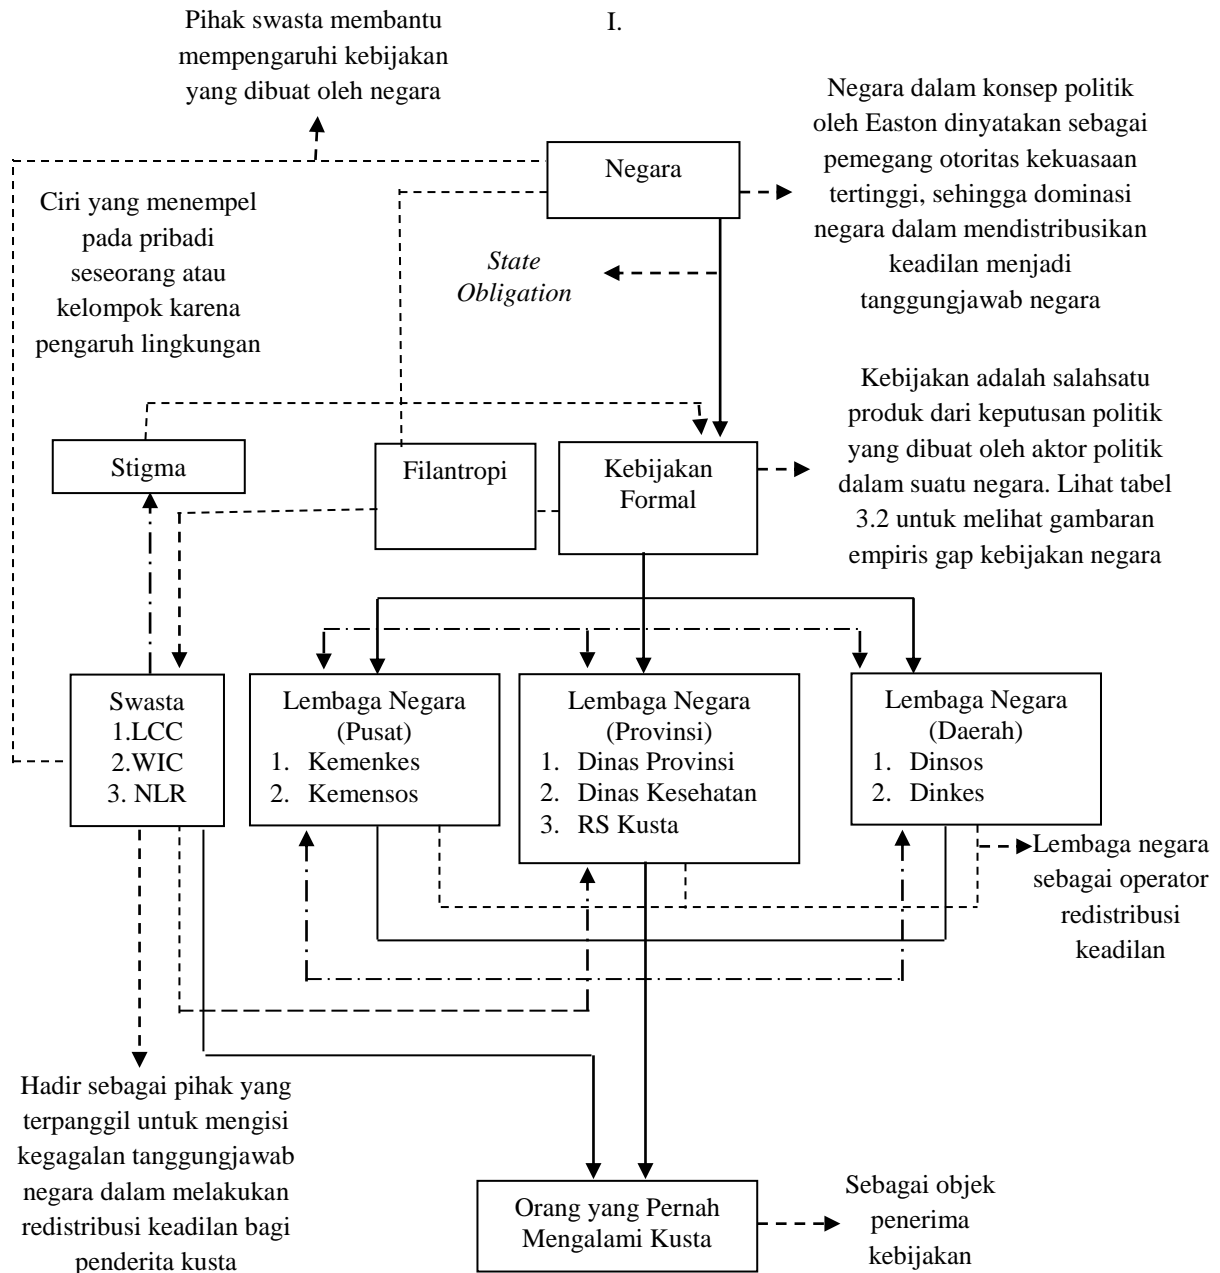 I.
Pihak swasta membantu
mempengaruhi kebijakan
yang dibuat oleh negara
Negara dalam konsep politik
oleh Easton dinyatakan sebagai
pemegang otoritas kekuasaan
tertinggi, sehingga dominasi
negara dalam mendistribusikan
keadilan menjadi
tanggungjawab negara
Negara
Ciri yang menempel
pada pribadi
seseorang atau
kelompok karena
pengaruh lingkungan
State
Obligation
Kebijakan adalah salahsatu
produk dari keputusan politik
yang dibuat oleh aktor politik
dalam suatu negara. Lihat tabel
3.2 untuk melihat gambaran
empiris gap kebijakan negara
Stigma
Filantropi
Kebijakan
Formal
Swasta
1.LCC
2.WIC
3. NLR
Lembaga Negara
(Pusat)
1. Kemenkes
2. Kemensos
Lembaga Negara
(Provinsi)
1. Dinas Provinsi
2. Dinas Kesehatan
3. RS Kusta
Lembaga Negara
(Daerah)
1. Dinsos
2. Dinkes
Lembaga negara
sebagai operator
redistribusi
keadilan
Hadir sebagai pihak yang
terpanggil untuk mengisi
kegagalan tanggungjawab
negara dalam melakukan
redistribusi keadilan bagi
penderita kusta
Orang yang Pernah
Mengalami Kusta
Sebagai objek
penerima
kebijakan